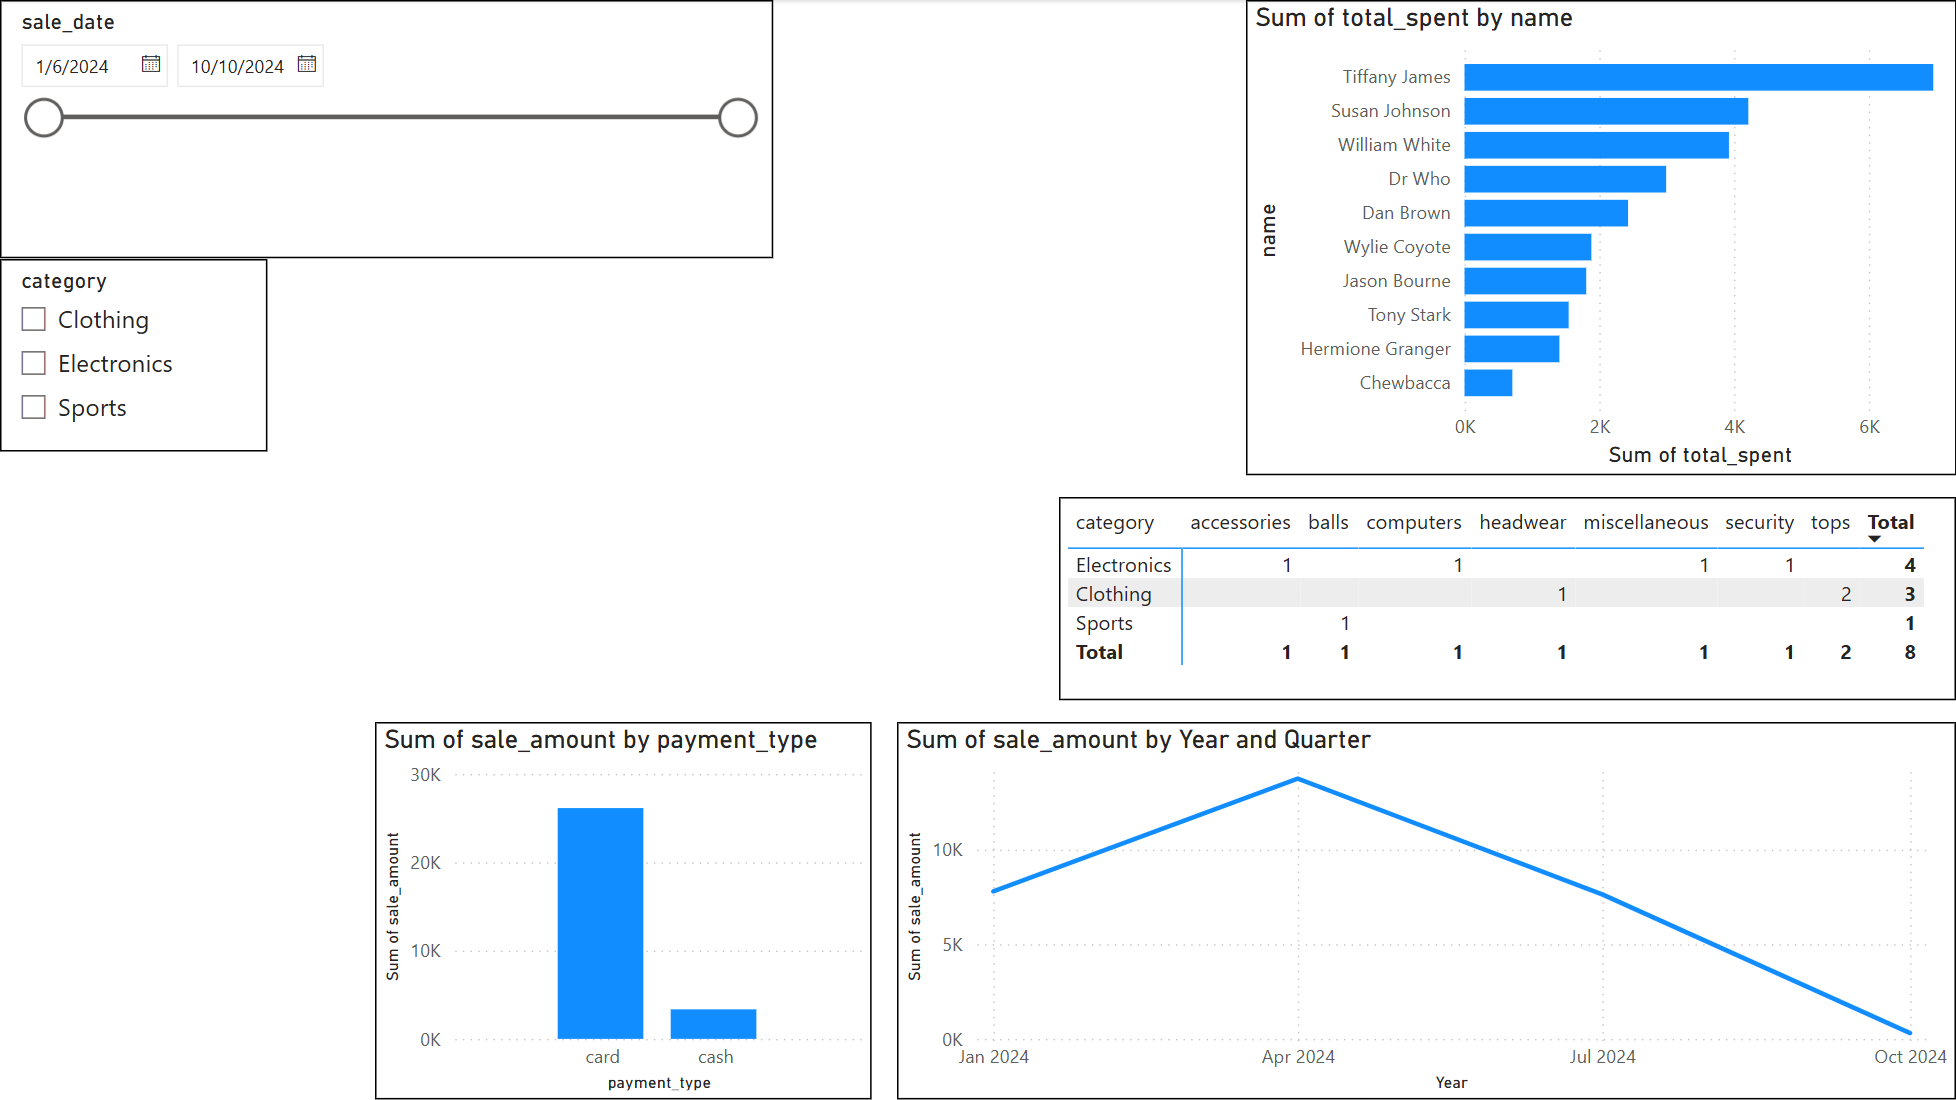 sale_date
1/6/2024 10/10/2024
category
Clothing
Electronics
Sports
Sum of total_spent by name
name
Tiffany James
Susan Johnson
William White
Dr Who
Dan Brown
Wylie Coyote
Jason Bourne
Tony Stark
Hermione Granger
Chewbacca
0K 2K 4K 6K
Sum of total_spent
category accessories balls computers headwear miscellaneous security tops Total
Electronics 1 1 1 1 4
Clothing 1 2 3
Sports 1 1
Total 1 1 1 1 1 1 2 8
Sum of sale_amount by payment_type
Sum of sale_amount
30K
20K
10K
0K
card cash
payment_type
Sum of sale_amount by Year and Quarter
Sum of sale_amount
10K
5K
0K
Jan 2024 Apr 2024 Jul 2024 Oct 2024
Year